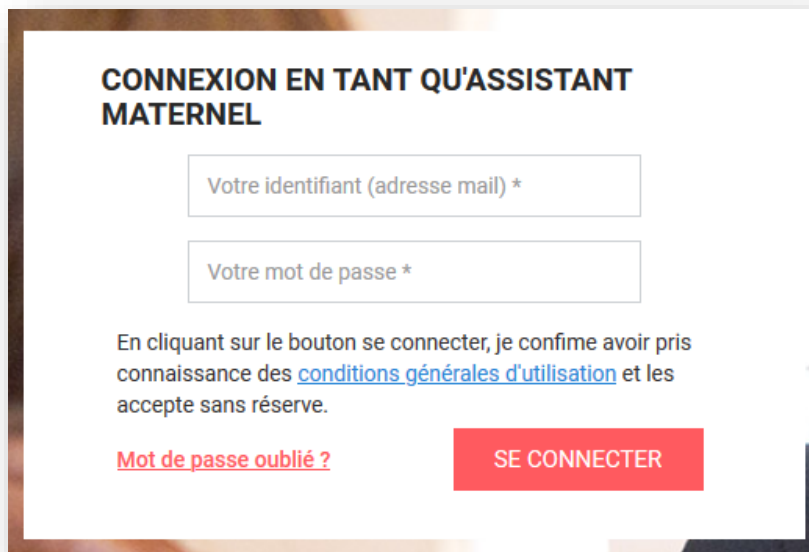 CONNEXION EN TANT QU'ASSISTANT
MATERNEL
Votre identifiant (adresse mail) *
Votre mot de passe *
En cliquant sur le bouton se connecter, je confime avoir pris
connaissance des conditions générales d'utilisation et les
accepte sans réserve.
Mot de passe oublié ?
SE CONNECTER